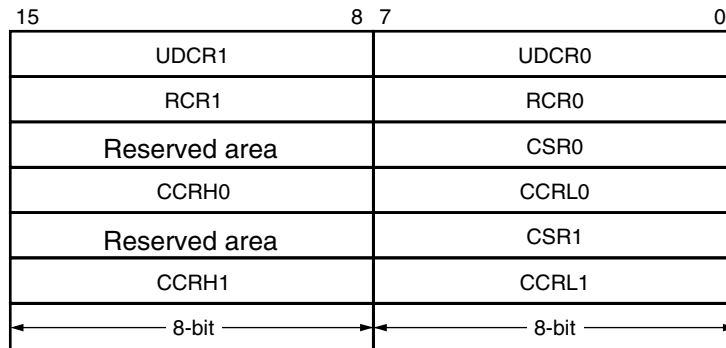 15 8 7 0
UDCR1 UDCR0
RCR1 RCR0
Reserved area CSR0
CCRH0 CCRL0
Reserved area CSR1
CCRH1 CCRL1
8-bit 8-bit